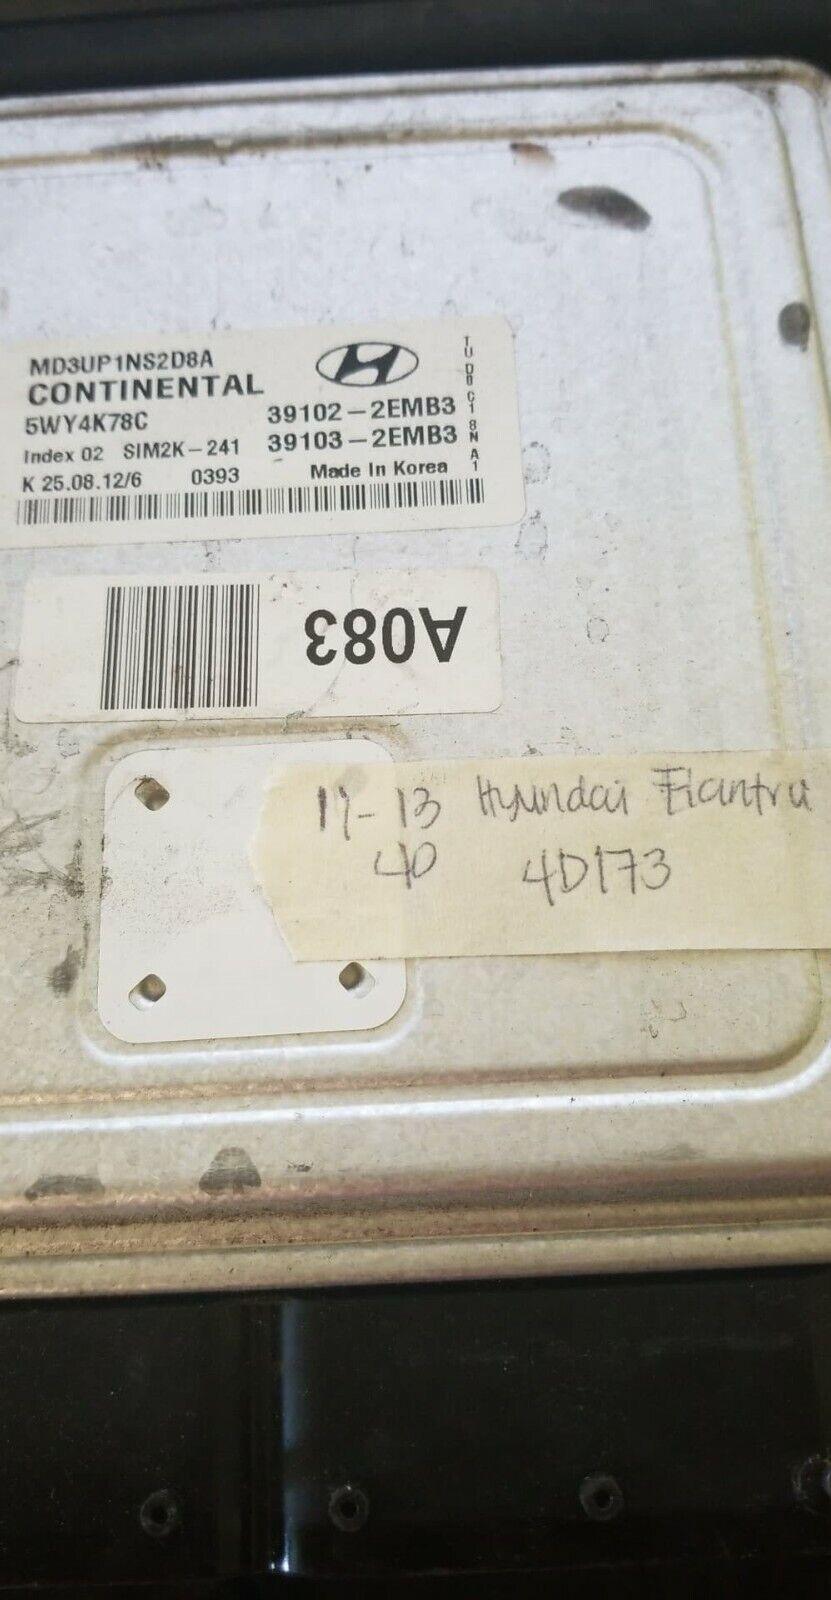 MD3UP1NS2D8A
CONTINENTAL
5WY4K78C
39102-2EMB3
Index 02 SIM2K-241 39103-2EMB3
K 25.08.12/6 0393 Made In Korea
A083
11-13 Hyundai Elantra
4D 4D173